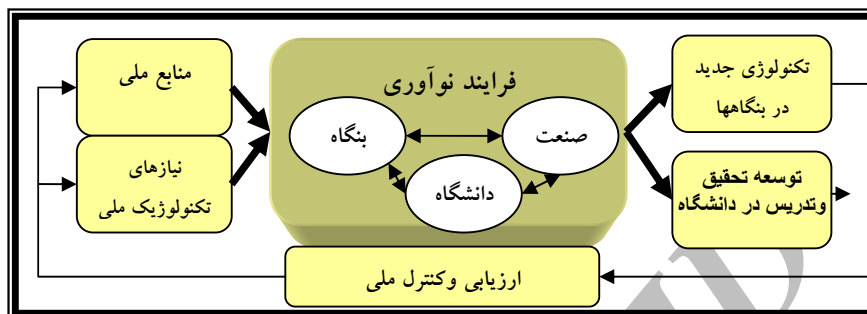 منابع ملی
نیازهای
تکنولوژیک ملی
فرایند نوآوری
بنگاه
صنعت
دانشگاه
تکنولوژی جدید
در بنگاهها
توسعه تحقیق
وتدریس در دانشگاه
ارزیابی وکنترل ملی